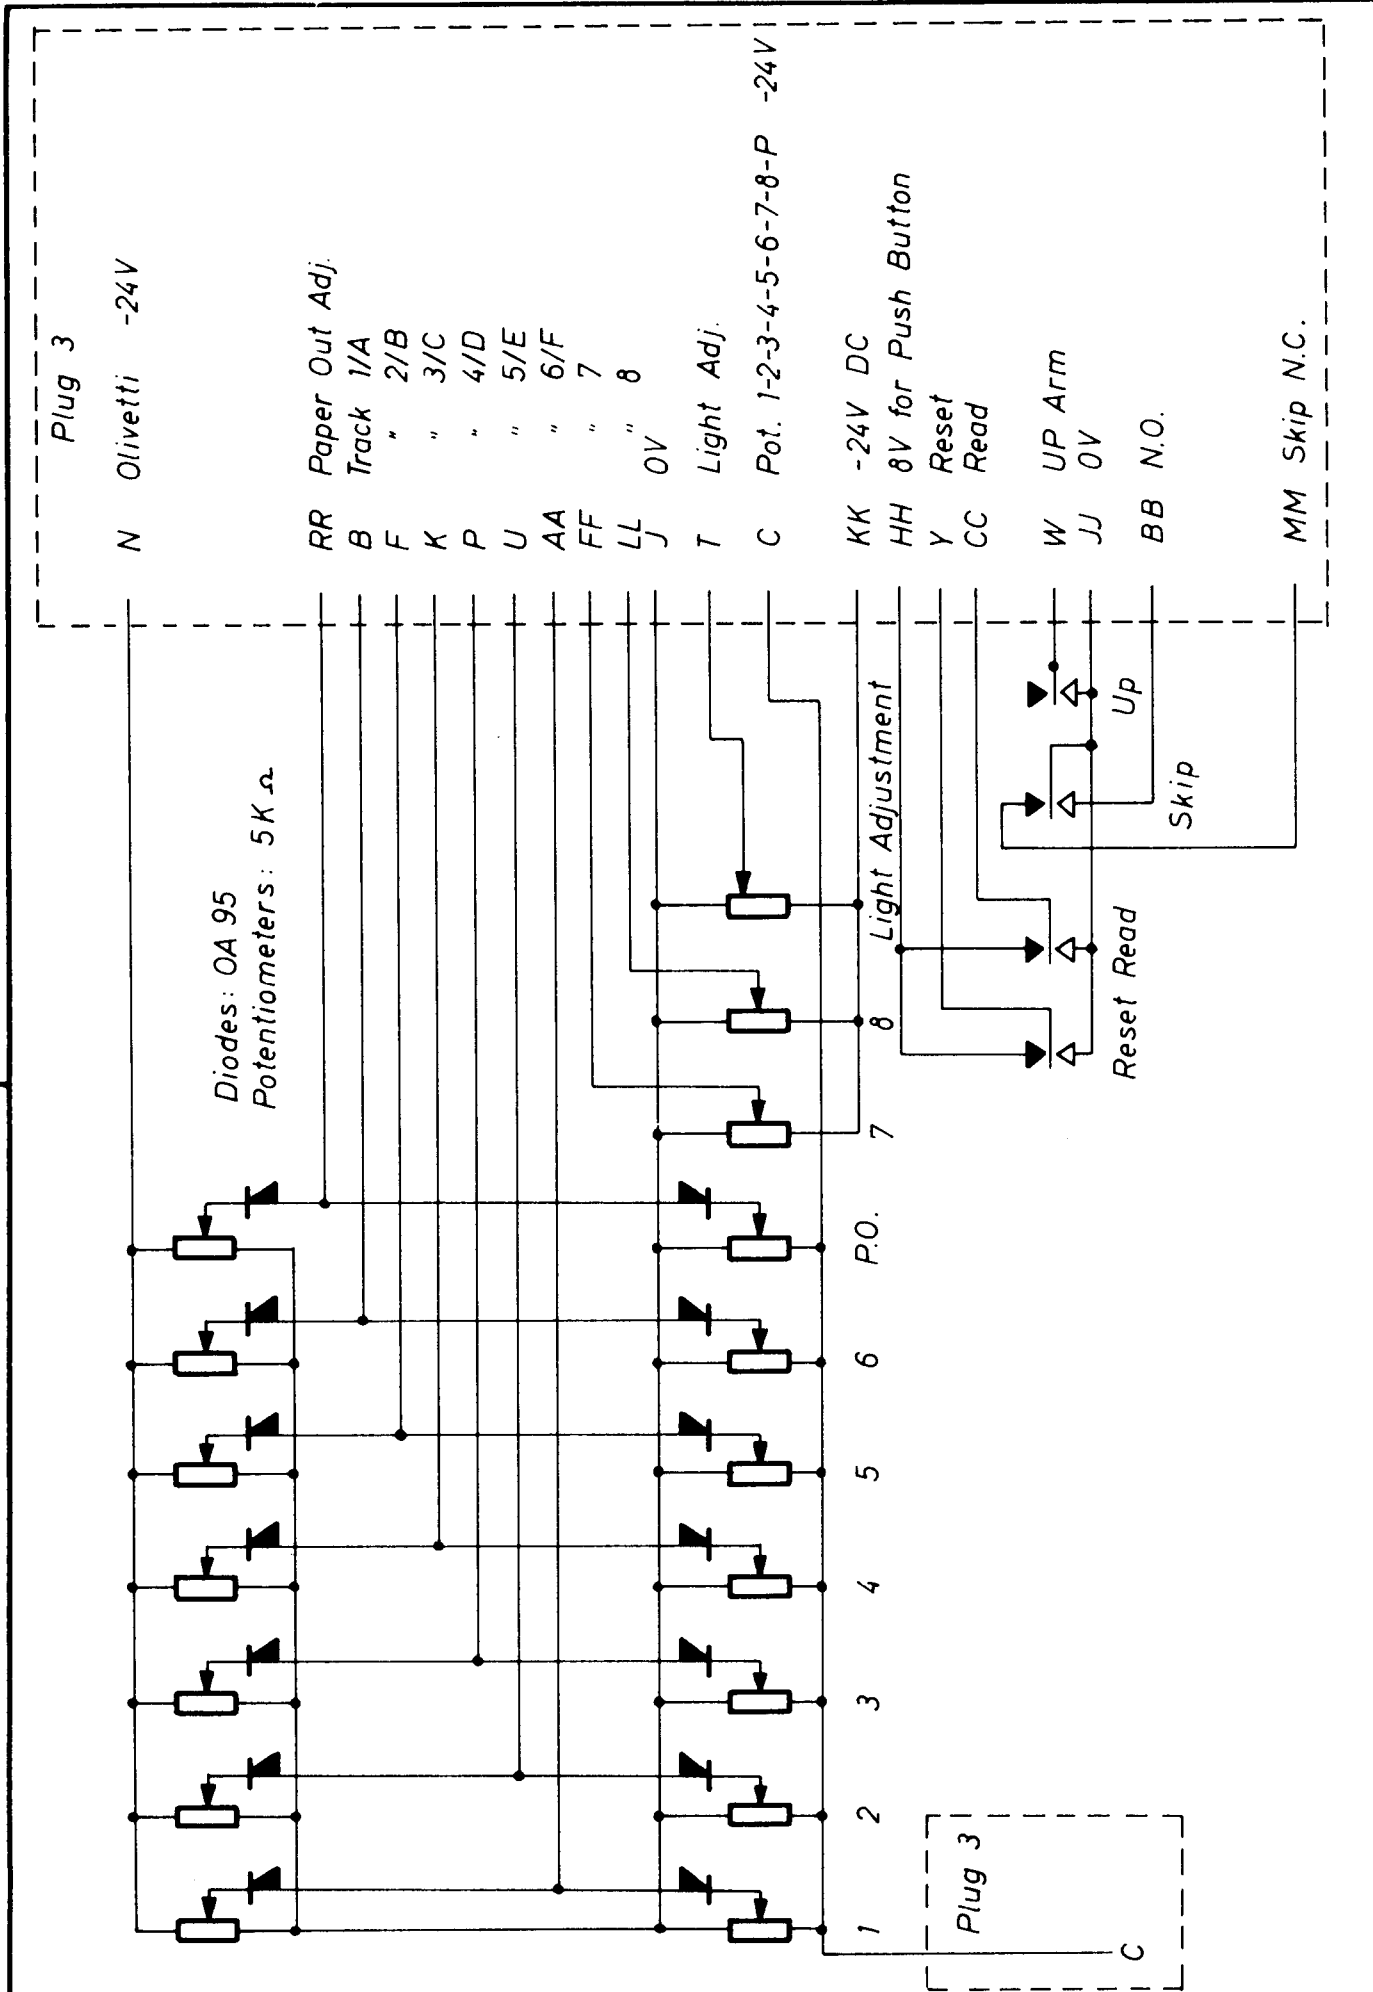 Plug 3
N Olivetti -24V
RR Paper Out Adj.
B Track 1/A
F " 2/B
K " 3/C
P " 4/D
U " 5/E
AA " 6/F
FF " 7
LL " 8
J 0V
T Light Adj.
C Pot. 1-2-3-4-5-6-7-8-P -24V
KK -24V DC
HH 8V for Push Button
Y Reset
CC Read
W UP Arm
JJ 0V
BB N.O.
MM Skip N.C.
Diodes: OA 95
Potentiometers: 5K Ω
1 2 3 4 5 6 P.O. 7 8 Light Adjustment
Reset Read
Skip
Up
Plug 3
C